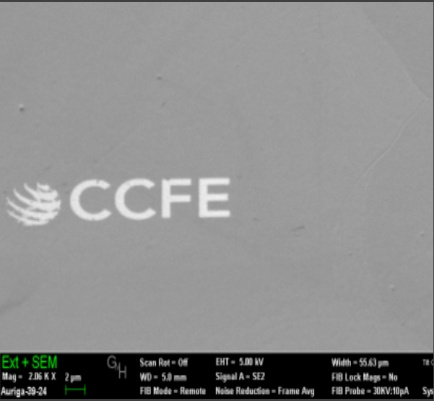 CCFE
Ext + SEM
Mag = 2.06 K X 2 µm
Auriga-39-24
GH
Scan Rot = Off
WD = 5.0 mm
FIB Mode = Remote
EHT = 5.00 kV
Signal A = SE2
Noise Reduction = Frame Avg
Width = 55.63 µm
FIB Lock Mags = No
FIB Probe = 30KV:10pA
Sys